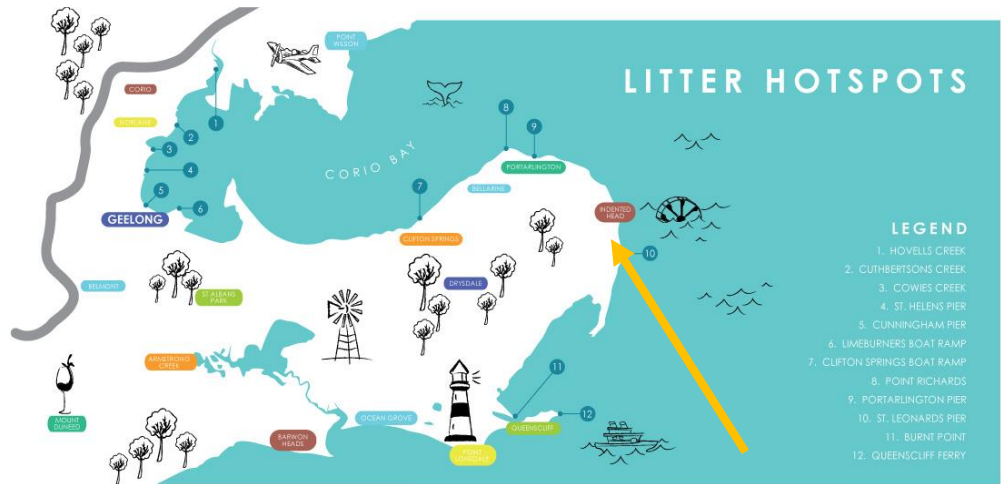 POINT
WILSON
LITTER HOTSPOTS
CORIO
NORLANE
1
2
3
4
5
6
GEELONG
CORIO BAY
8
9
PORTARLINGTON
7
BELLARINE
CLIFTON SPRINGS
INDENTED
HEAD
10
BELMONT
ST ALBANS
PARK
DRYSDALE
ARMSTRONG
CREEK
MOUNT
DUNEED
11
12
OCEAN GROVE
QUEENSCLIFF
BARWON
HEADS
POINT
LONSDALE
LEGEND
1. HOVELLS CREEK
2. CUTHBERTSONS CREEK
3. COWIES CREEK
4. ST. HELENS PIER
5. CUNNINGHAM PIER
6. LIMEBURNERS BOAT RAMP
7. CLIFTON SPRINGS BOAT RAMP
8. POINT RICHARDS
9. PORTARLINGTON PIER
10. ST. LEONARDS PIER
11. BURNT POINT
12. QUEENSCLIFF FERRY